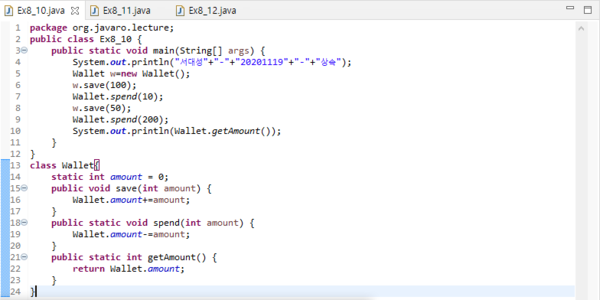 Ex8_10.java
Ex8_11.java
Ex8_12.java
1 package org.javaro.lecture;
2 public class Ex8_10 {
3 public static void main(String[] args) {
4 System.out.println("서대성"+"-"+"20201119"+"-"+"상속");
5 Wallet w=new Wallet();
6 w.save(100);
7 Wallet.spend(10);
8 w.save(50);
9 Wallet.spend(200);
10 System.out.println(Wallet.getAmount());
11 }
12 }
13 class Wallet{
14 static int amount = 0;
15 public void save(int amount) {
16 Wallet.amount+=amount;
17 }
18 public static void spend(int amount) {
19 Wallet.amount-=amount;
20 }
21 public static int getAmount() {
22 return Wallet.amount;
23 }
24 }